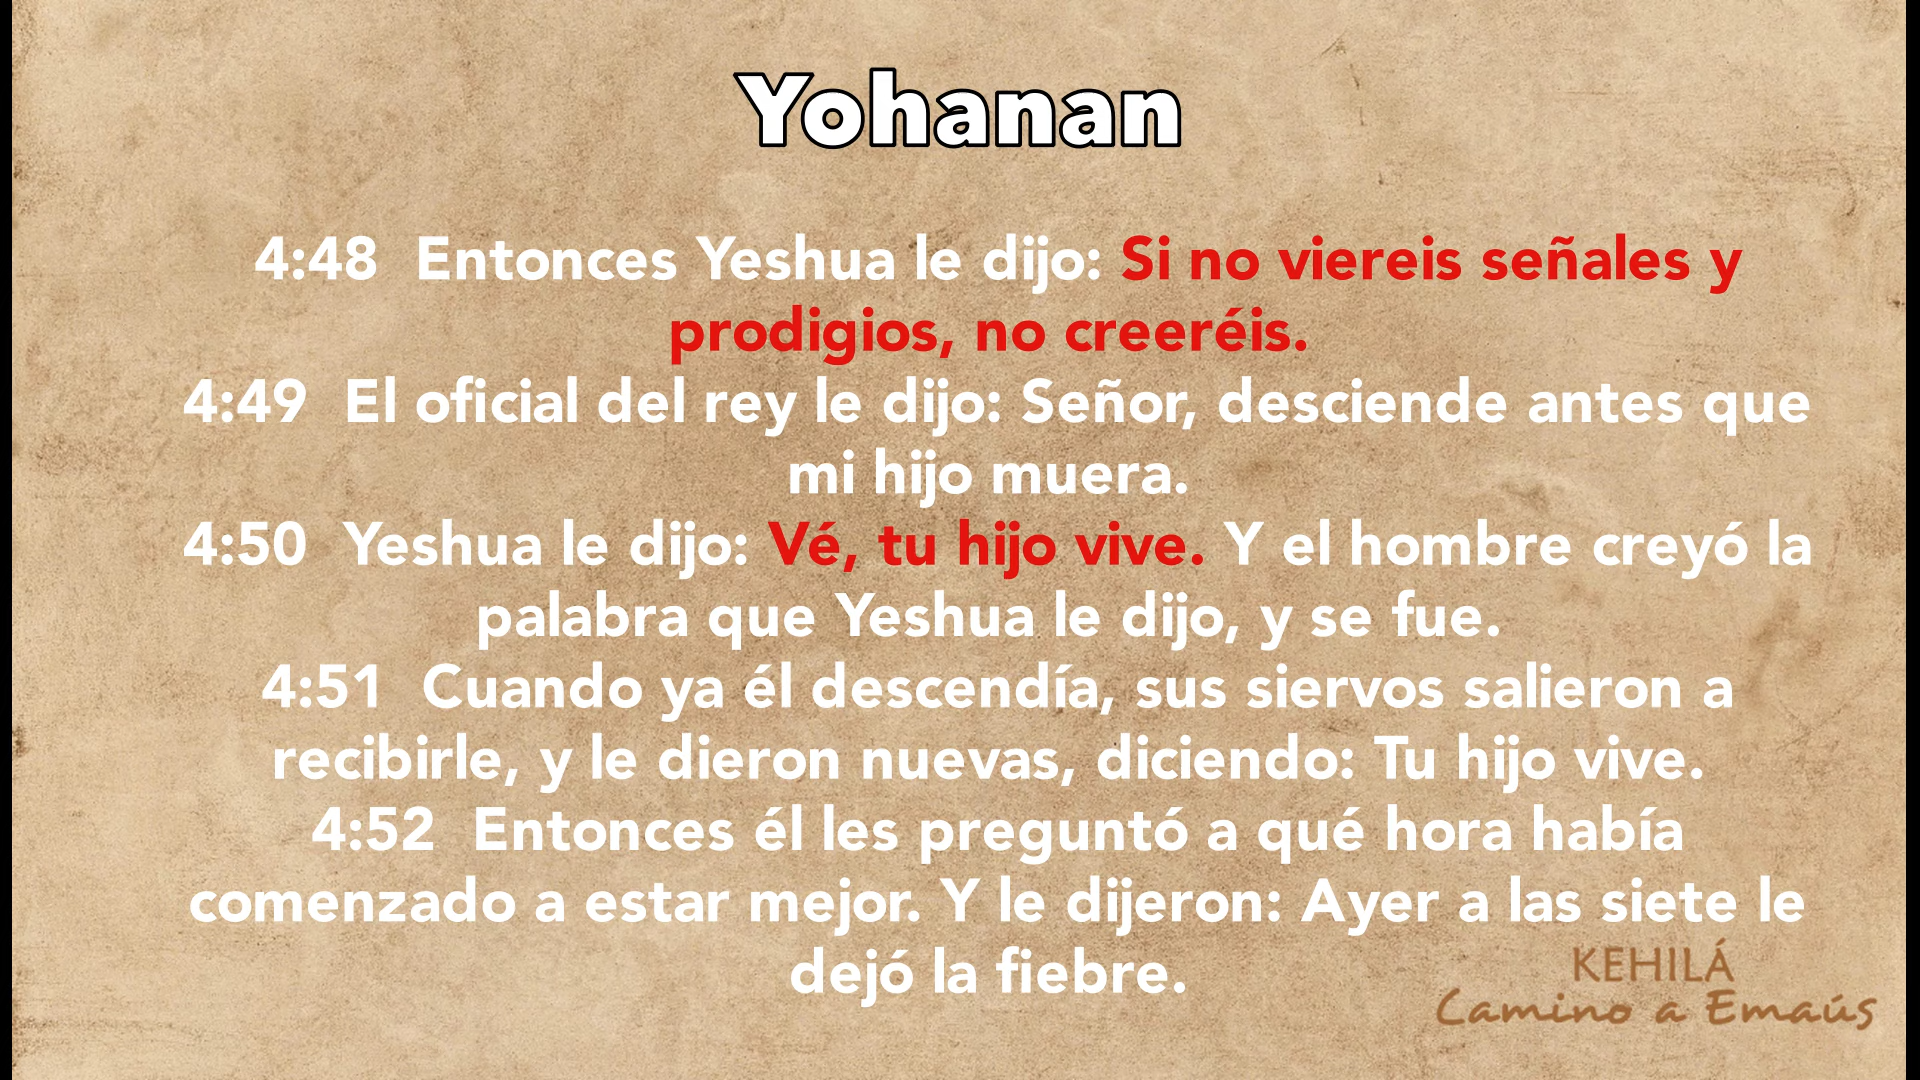 Yohanan
4:48 Entonces Yeshua le dijo: Si no viereis señales y
prodigios, no creeréis.
4:49 El oficial del rey le dijo: Señor, desciende antes que
mi hijo muera.
4:50 Yeshua le dijo: Vé, tu hijo vive. Y el hombre creyó la
palabra que Yeshua le dijo, y se fue.
4:51 Cuando ya él descendía, sus siervos salieron a
recibirle, y le dieron nuevas, diciendo: Tu hijo vive.
4:52 Entonces él les preguntó a qué hora había
comenzado a estar mejor. Y le dijeron: Ayer a las siete le
dejó la fiebre.
KEHILÁ
Camino a Emaús